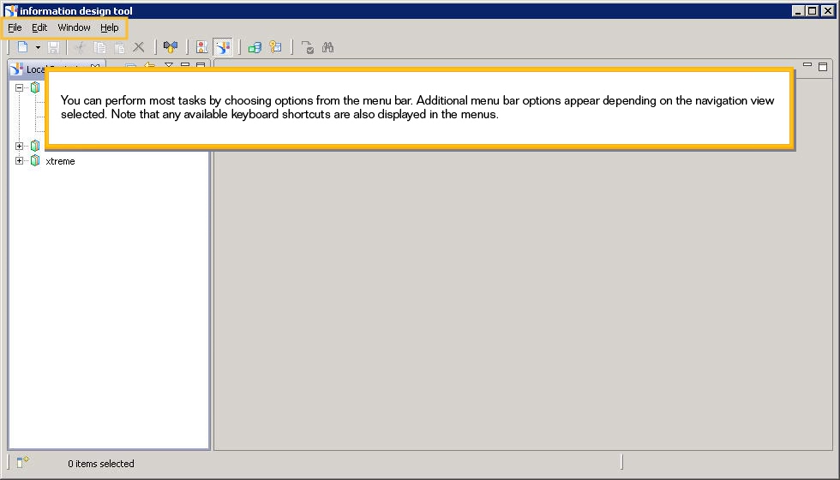 information design tool
File Edit Window Help
You can perform most tasks by choosing options from the menu bar. Additional menu bar options appear depending on the navigation view
selected. Note that any available keyboard shortcuts are also displayed in the menus.
xtreme
0 items selected